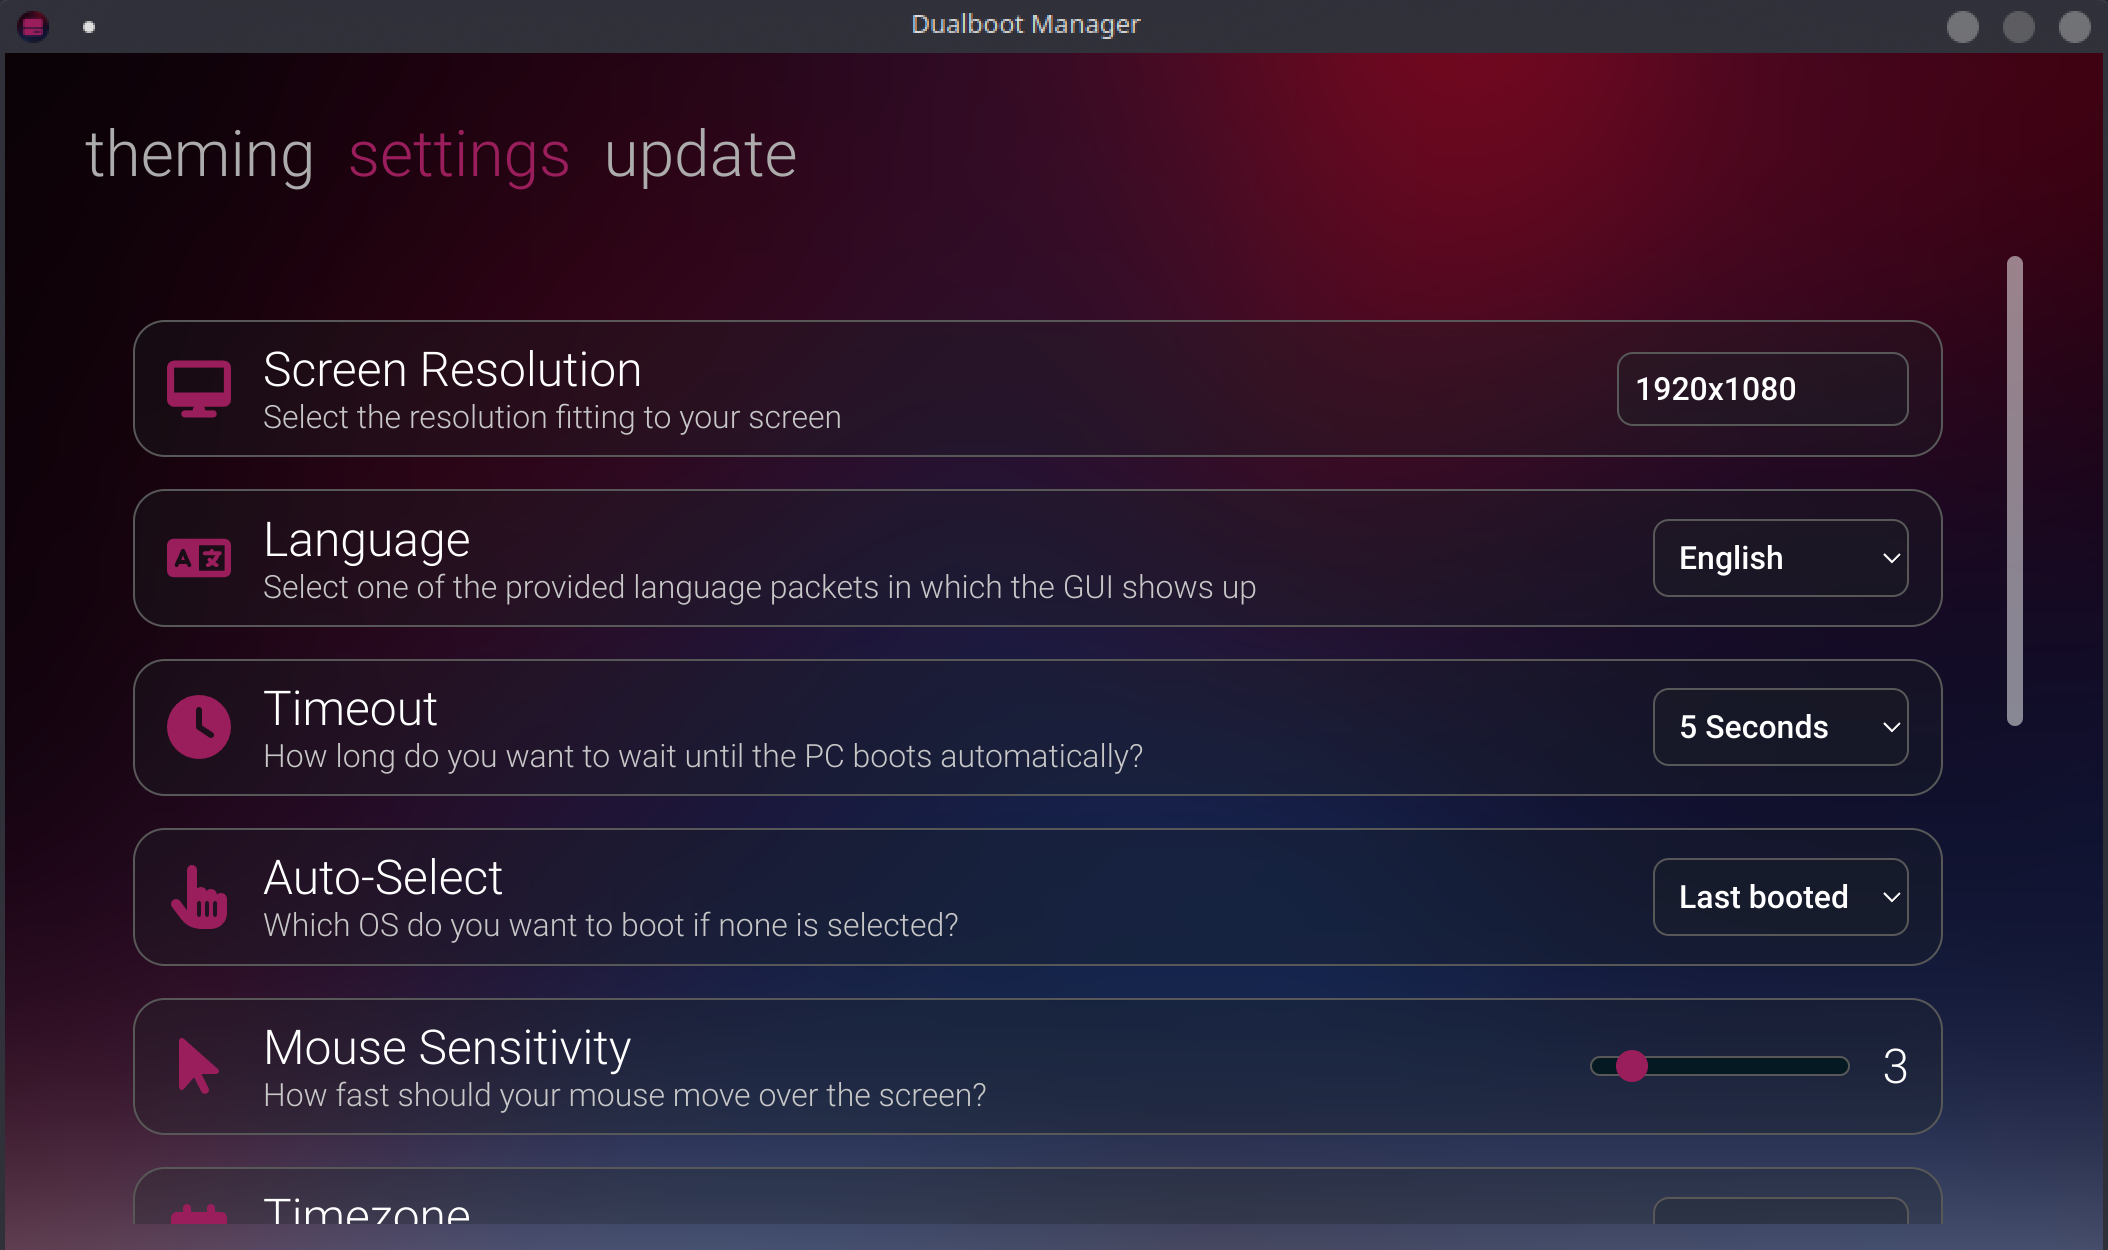 Dualboot Manager
theming settings update
Screen Resolution
Select the resolution fitting to your screen
1920x1080
Language
Select one of the provided language packets in which the GUI shows up
English
Timeout
How long do you want to wait until the PC boots automatically?
5 Seconds
Auto-Select
Which OS do you want to boot if none is selected?
Last booted
Mouse Sensitivity
How fast should your mouse move over the screen?
3
Timezone